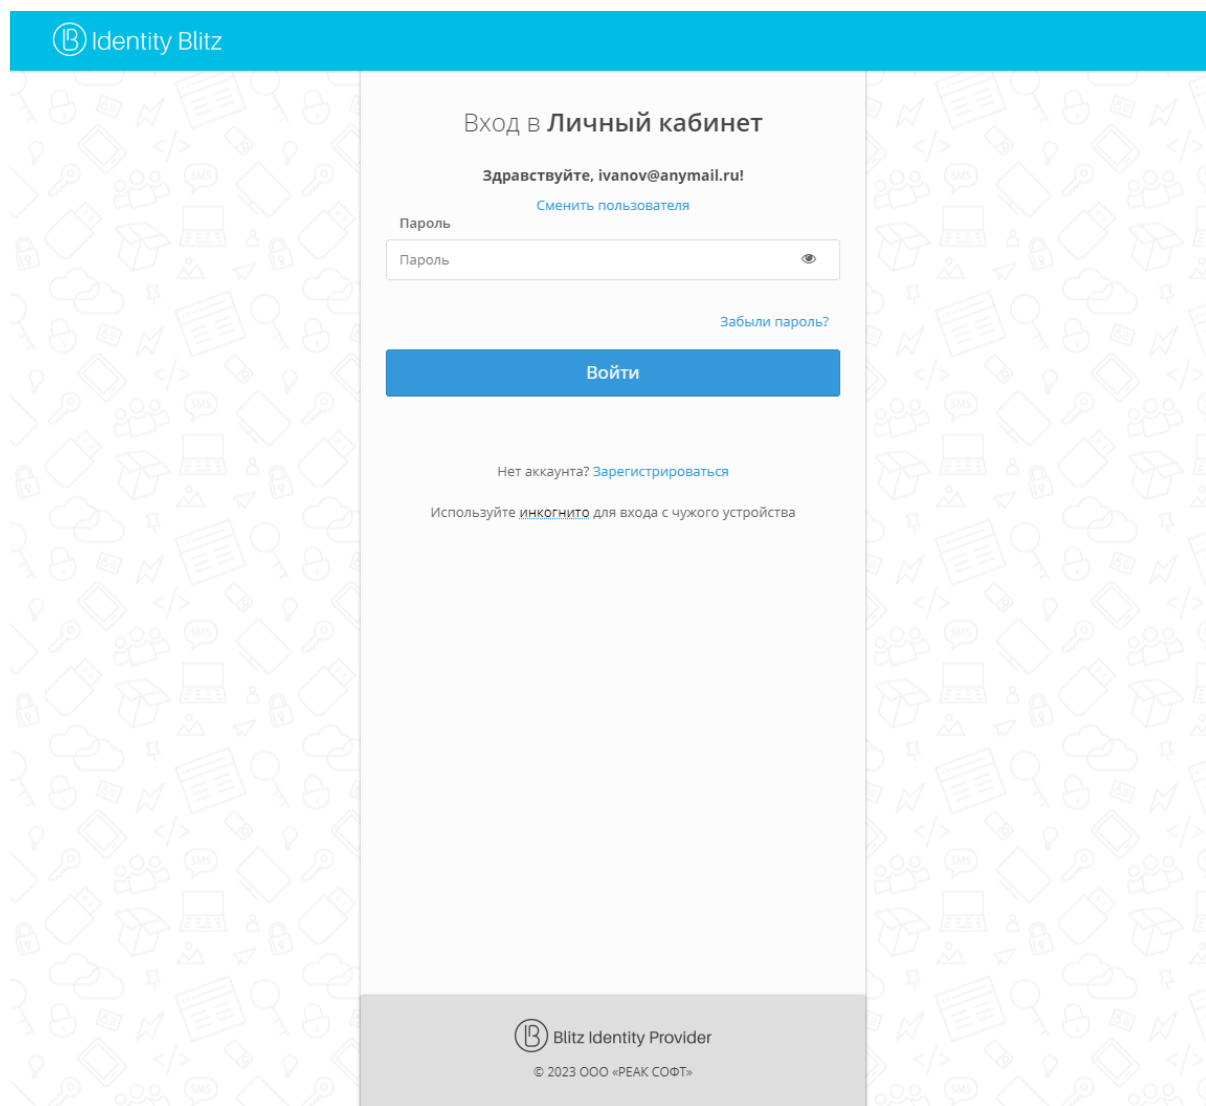 Identity Blitz
Вход в Личный кабинет
Здравствуйте, ivanov@anymail.ru!
Сменить пользователя
Пароль
Пароль
Забыли пароль?
Войти
Нет аккаунта? Зарегистрироваться
Используйте инкогнито для входа с чужого устройства
Blitz Identity Provider
© 2023 ООО «РЕАК СОФТ»